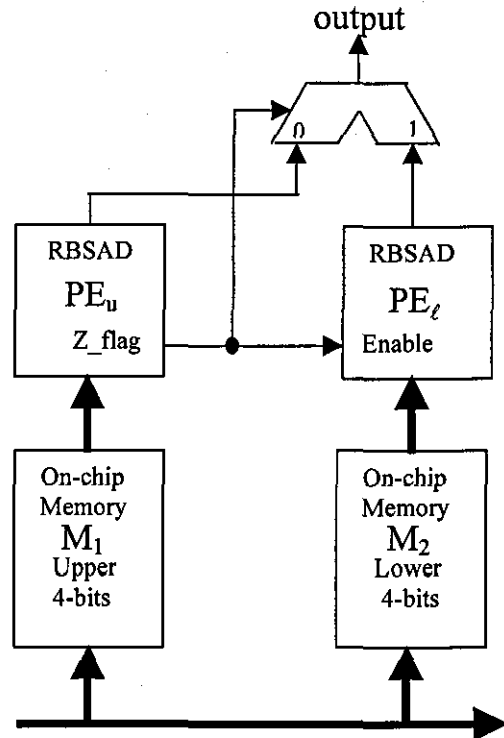 output
0 1
RBSAD
PEu
Z_flag
RBSAD
PEℓ
Enable
On-chip
Memory
M1
Upper
4-bits
On-chip
Memory
M2
Lower
4-bits